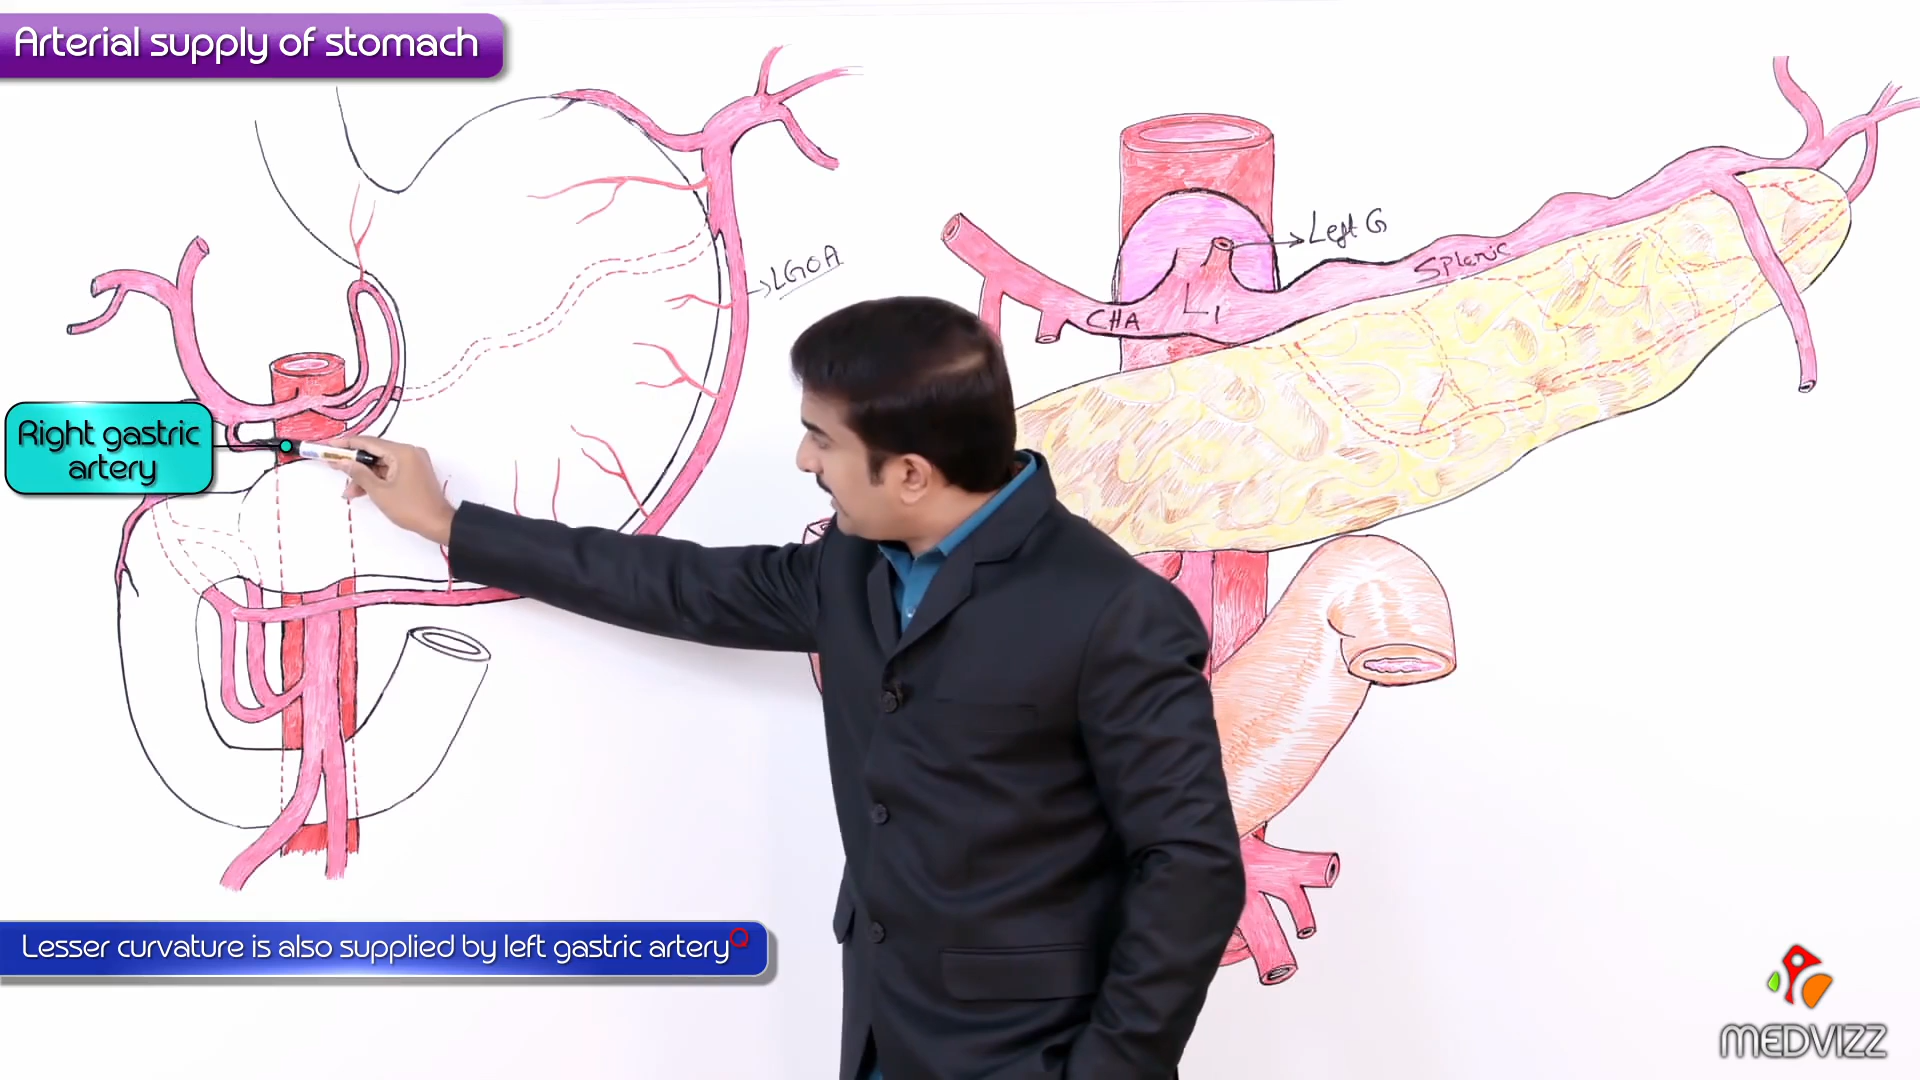 Arterial supply of stomach
Left G
Splenic
LGOA
CHA
L1
Right gastric
artery
Lesser curvature is also supplied by left gastric artery Q
MEDVIZZ